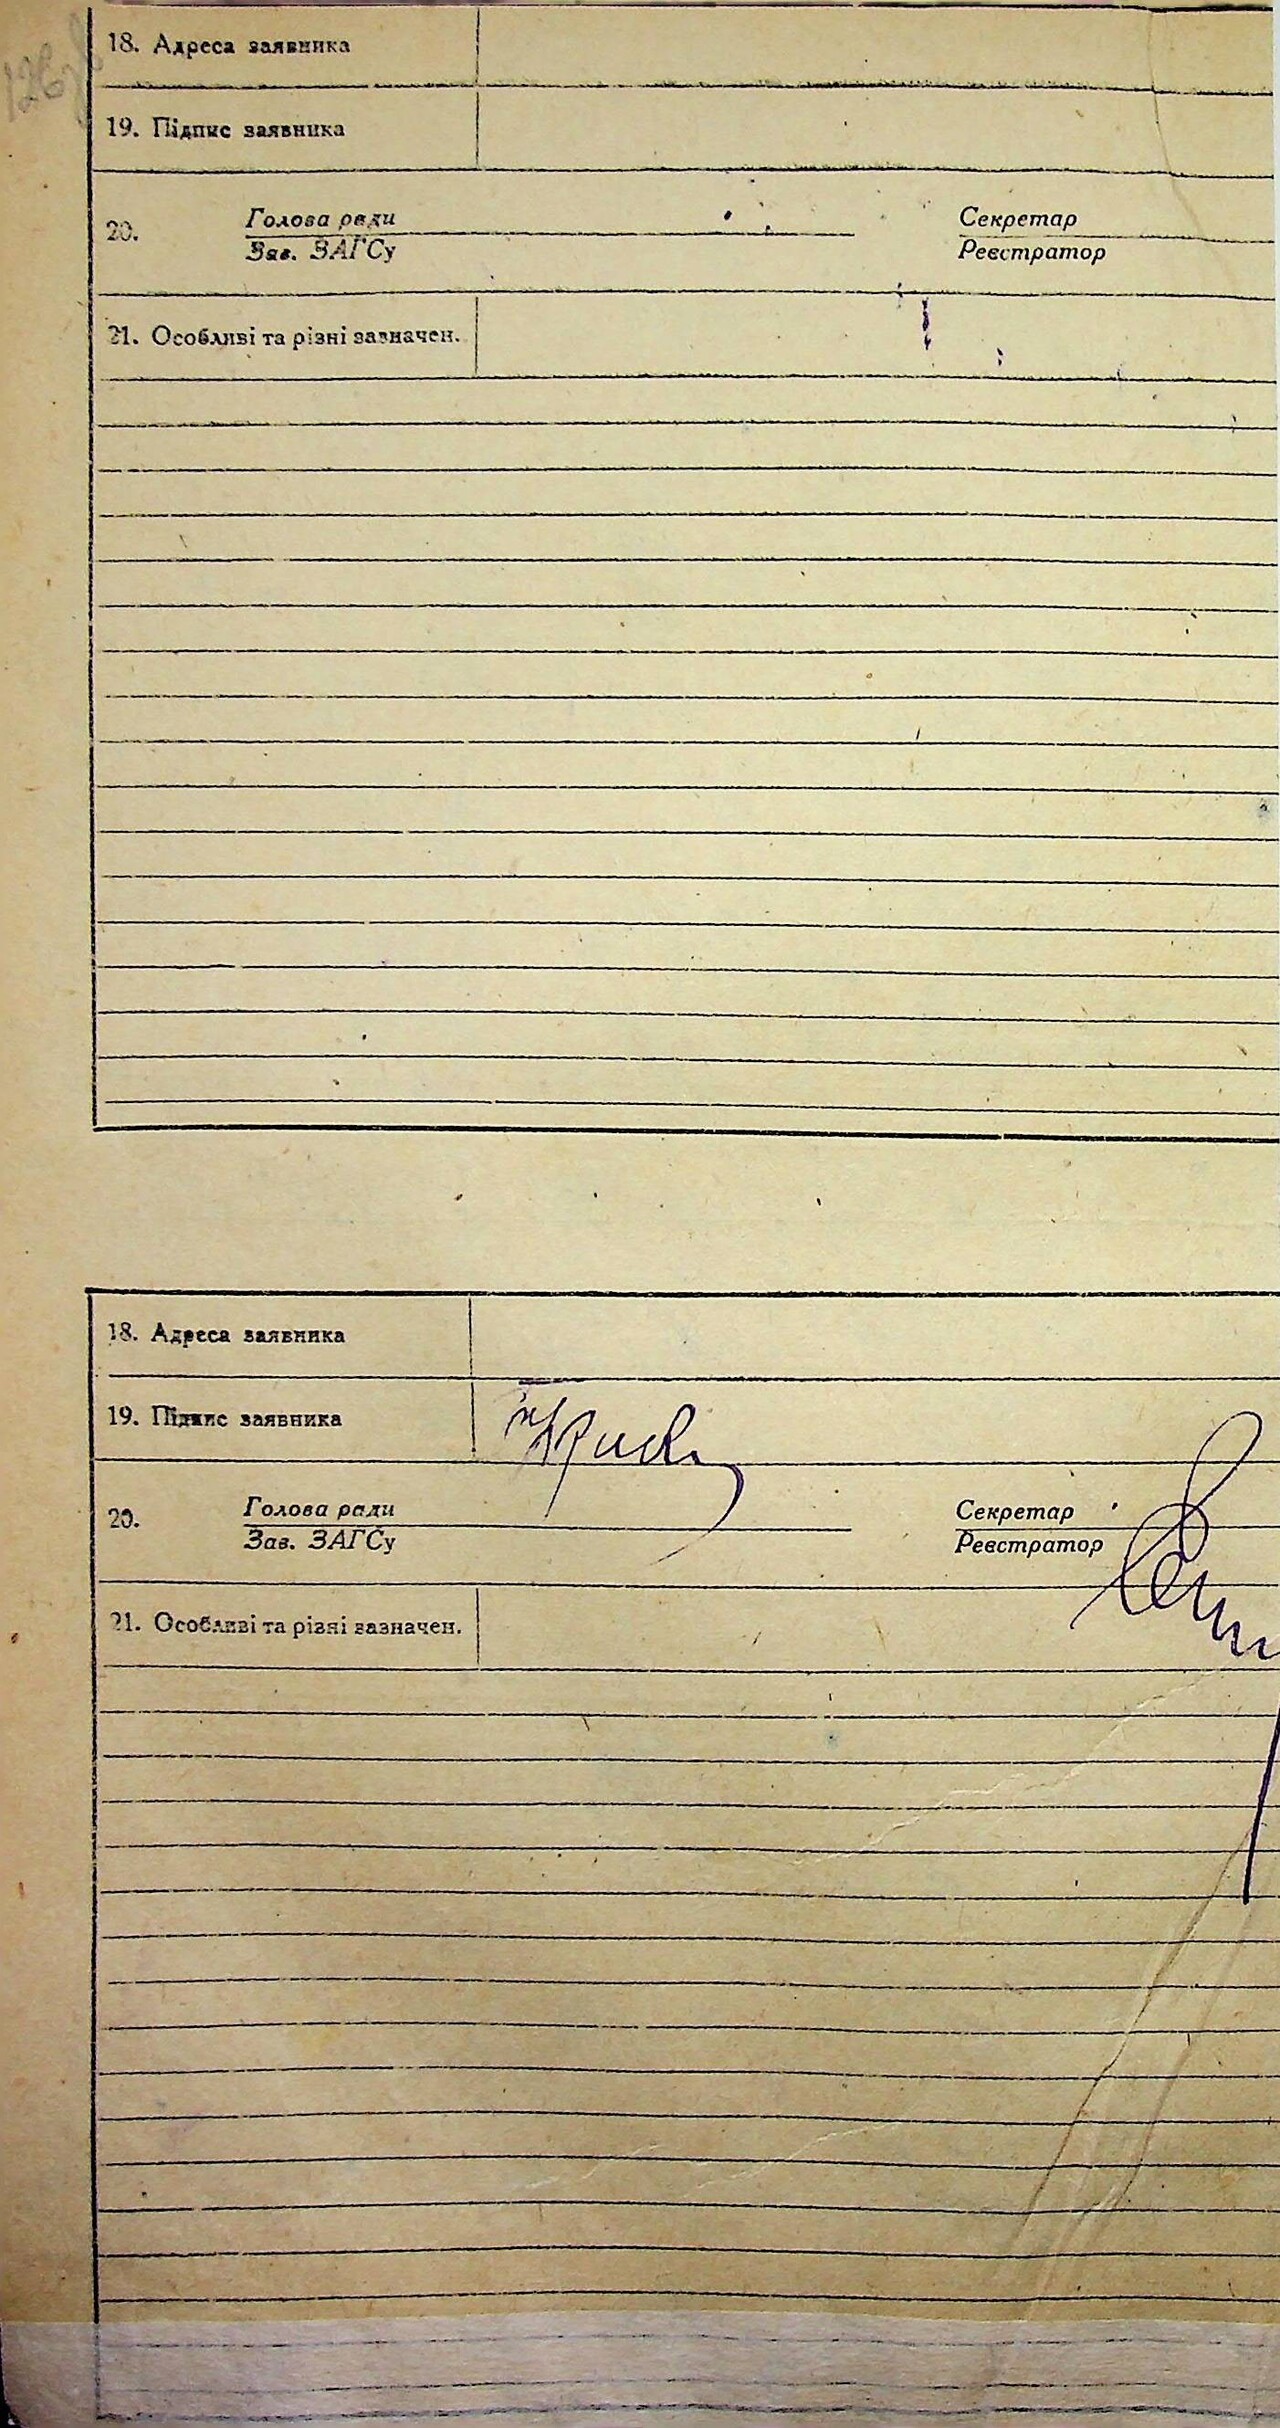 18. Адреса заявника
19. Підпис заявника
20. Голова ради Секретар
Зав. ЗАГСу Реєстратор
21. Особливі та різні зазначен.
18. Адреса заявника
19. Підпис заявника
20. Голова ради Секретар
Зав. ЗАГСу Реєстратор
21. Особливі та різні зазначен.